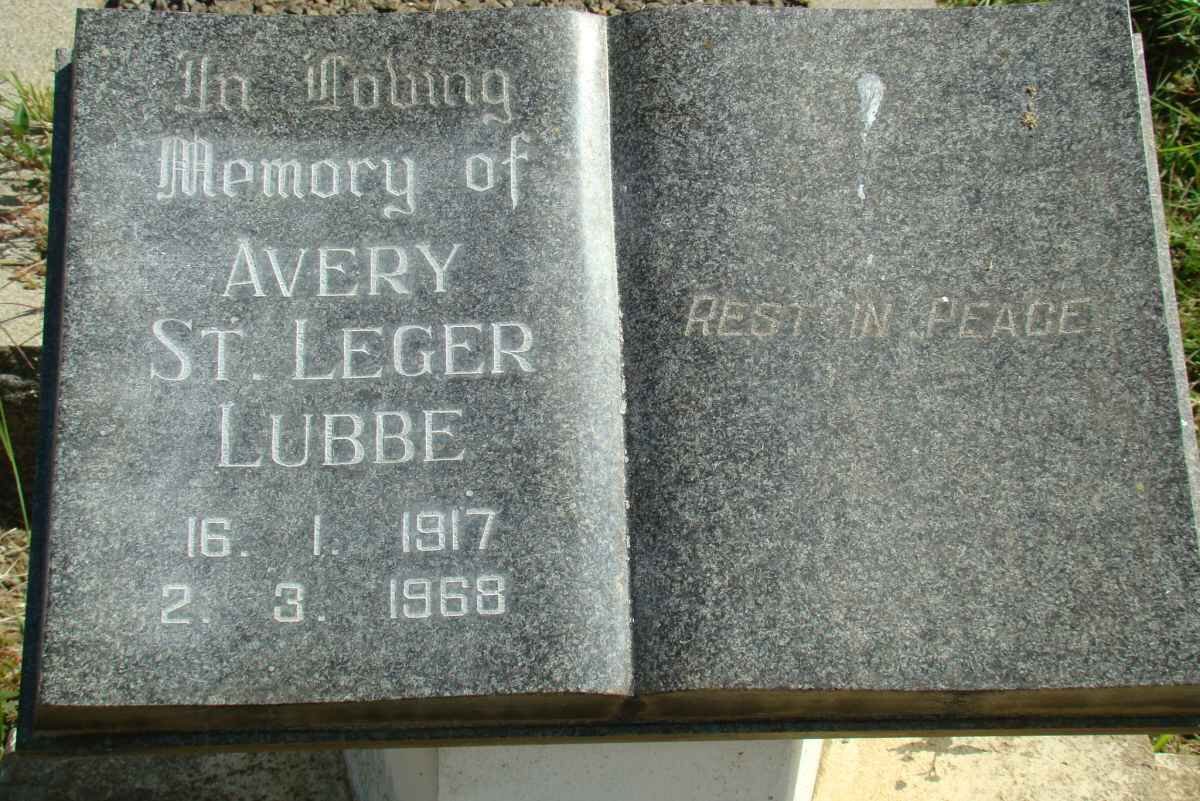 In Loving
Memory of
AVERY
ST. LEGER
LUBBE
16. 1. 1917
2. 3. 1968
REST IN PEACE.